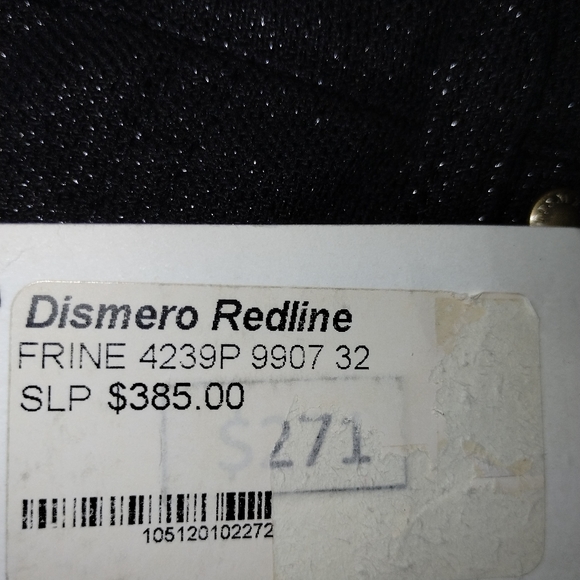 Dismero Redline
FRINE 4239P 9907 32
SLP $385.00
$271
105120102272